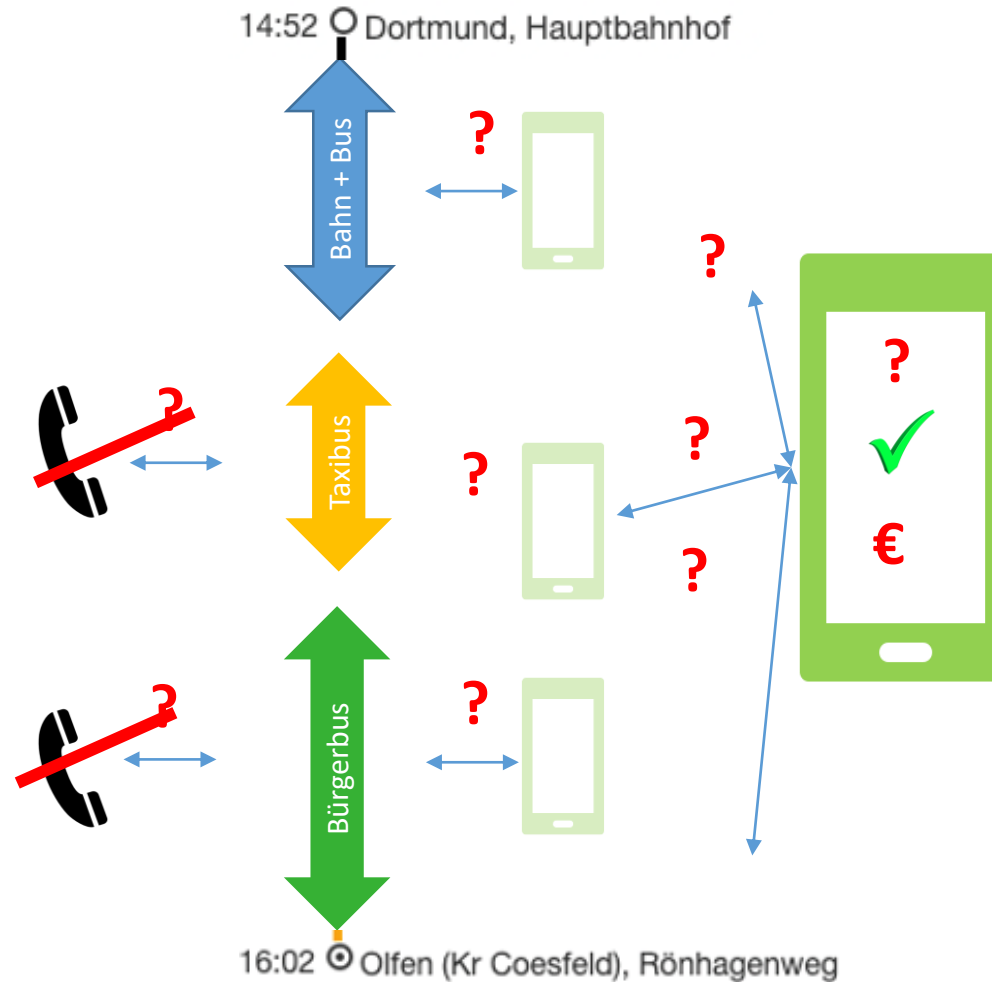 14:52 Dortmund, Hauptbahnhof
Bahn + Bus
?
?
?
?
?
Taxibus
?
€
?
?
?
Bürgerbus
16:02 Olfen (Kr Coesfeld), Rönhagenweg